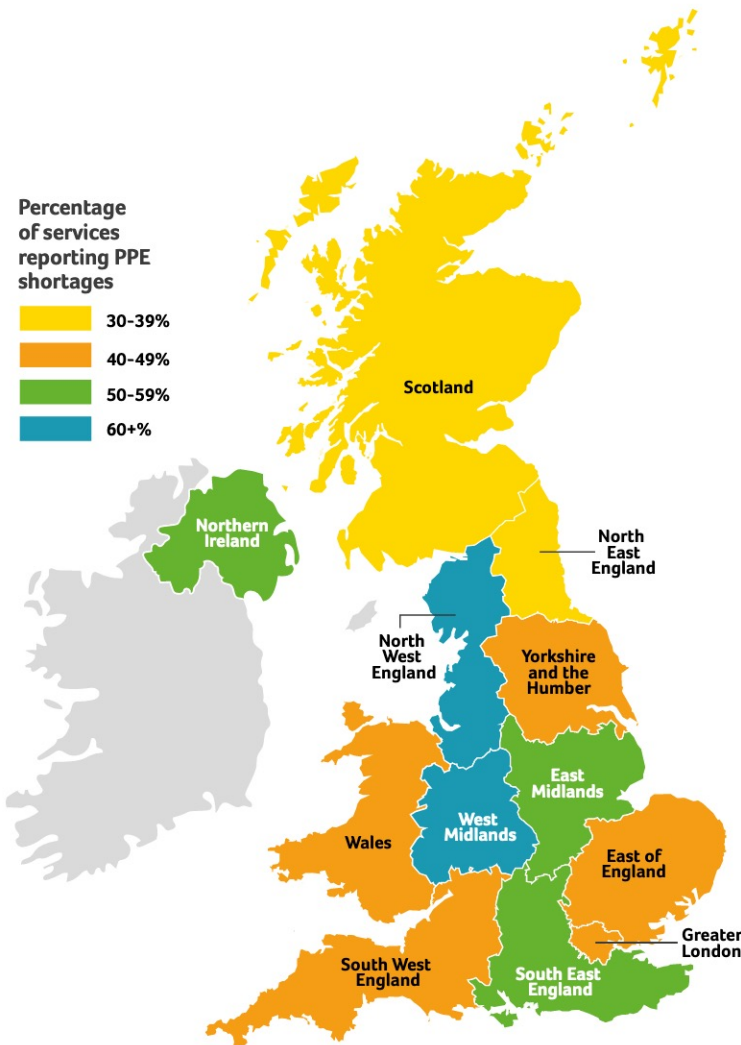 Percentage
of services
reporting PPE
shortages
30-39%
40-49%
50-59%
60+%
Scotland
Northern
Ireland
North
East
England
North
West
England
Yorkshire
and the
Humber
East
Midlands
West
Midlands
Wales
East of
England
Greater
London
South West
England
South East
England